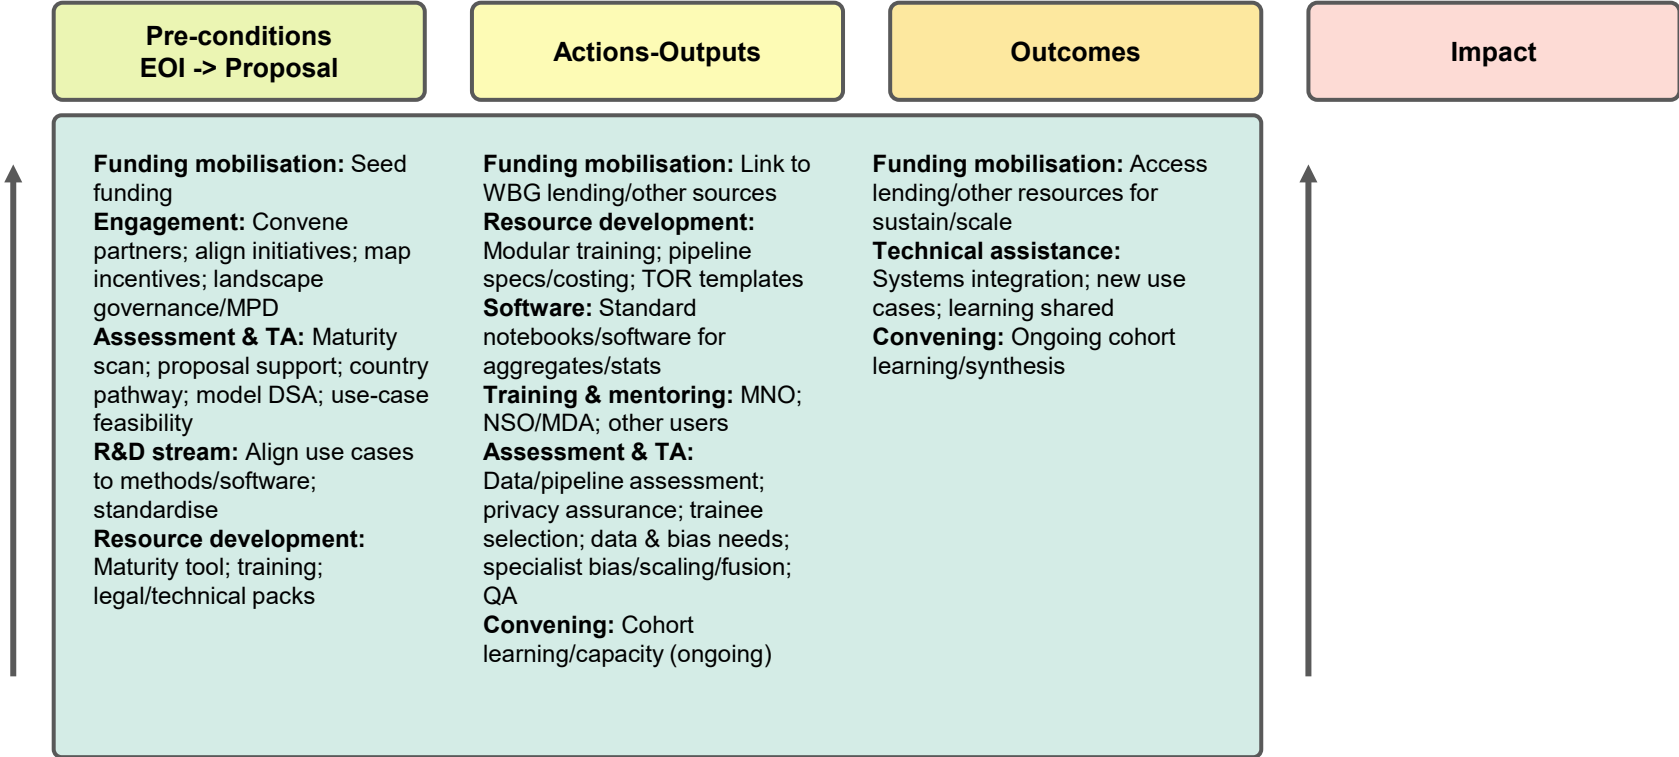 Pre-conditions
EOI -> Proposal
Actions-Outputs
Outcomes
Impact
Funding mobilisation: Seed
funding
Engagement: Convene
partners; align initiatives; map
incentives; landscape
governance/MPD
Assessment & TA: Maturity
scan; proposal support; country
pathway; model DSA; use-case
feasibility
R&D stream: Align use cases
to methods/software;
standardise
Resource development:
Maturity tool; training;
legal/technical packs
Funding mobilisation: Link to
WBG lending/other sources
Resource development:
Modular training; pipeline
specs/costing; TOR templates
Software: Standard
notebooks/software for
aggregates/stats
Training & mentoring: MNO;
NSO/MDA; other users
Assessment & TA:
Data/pipeline assessment;
privacy assurance; trainee
selection; data & bias needs;
specialist bias/scaling/fusion;
QA
Convening: Cohort
learning/capacity (ongoing)
Funding mobilisation: Access
lending/other resources for
sustain/scale
Technical assistance:
Systems integration; new use
cases; learning shared
Convening: Ongoing cohort
learning/synthesis